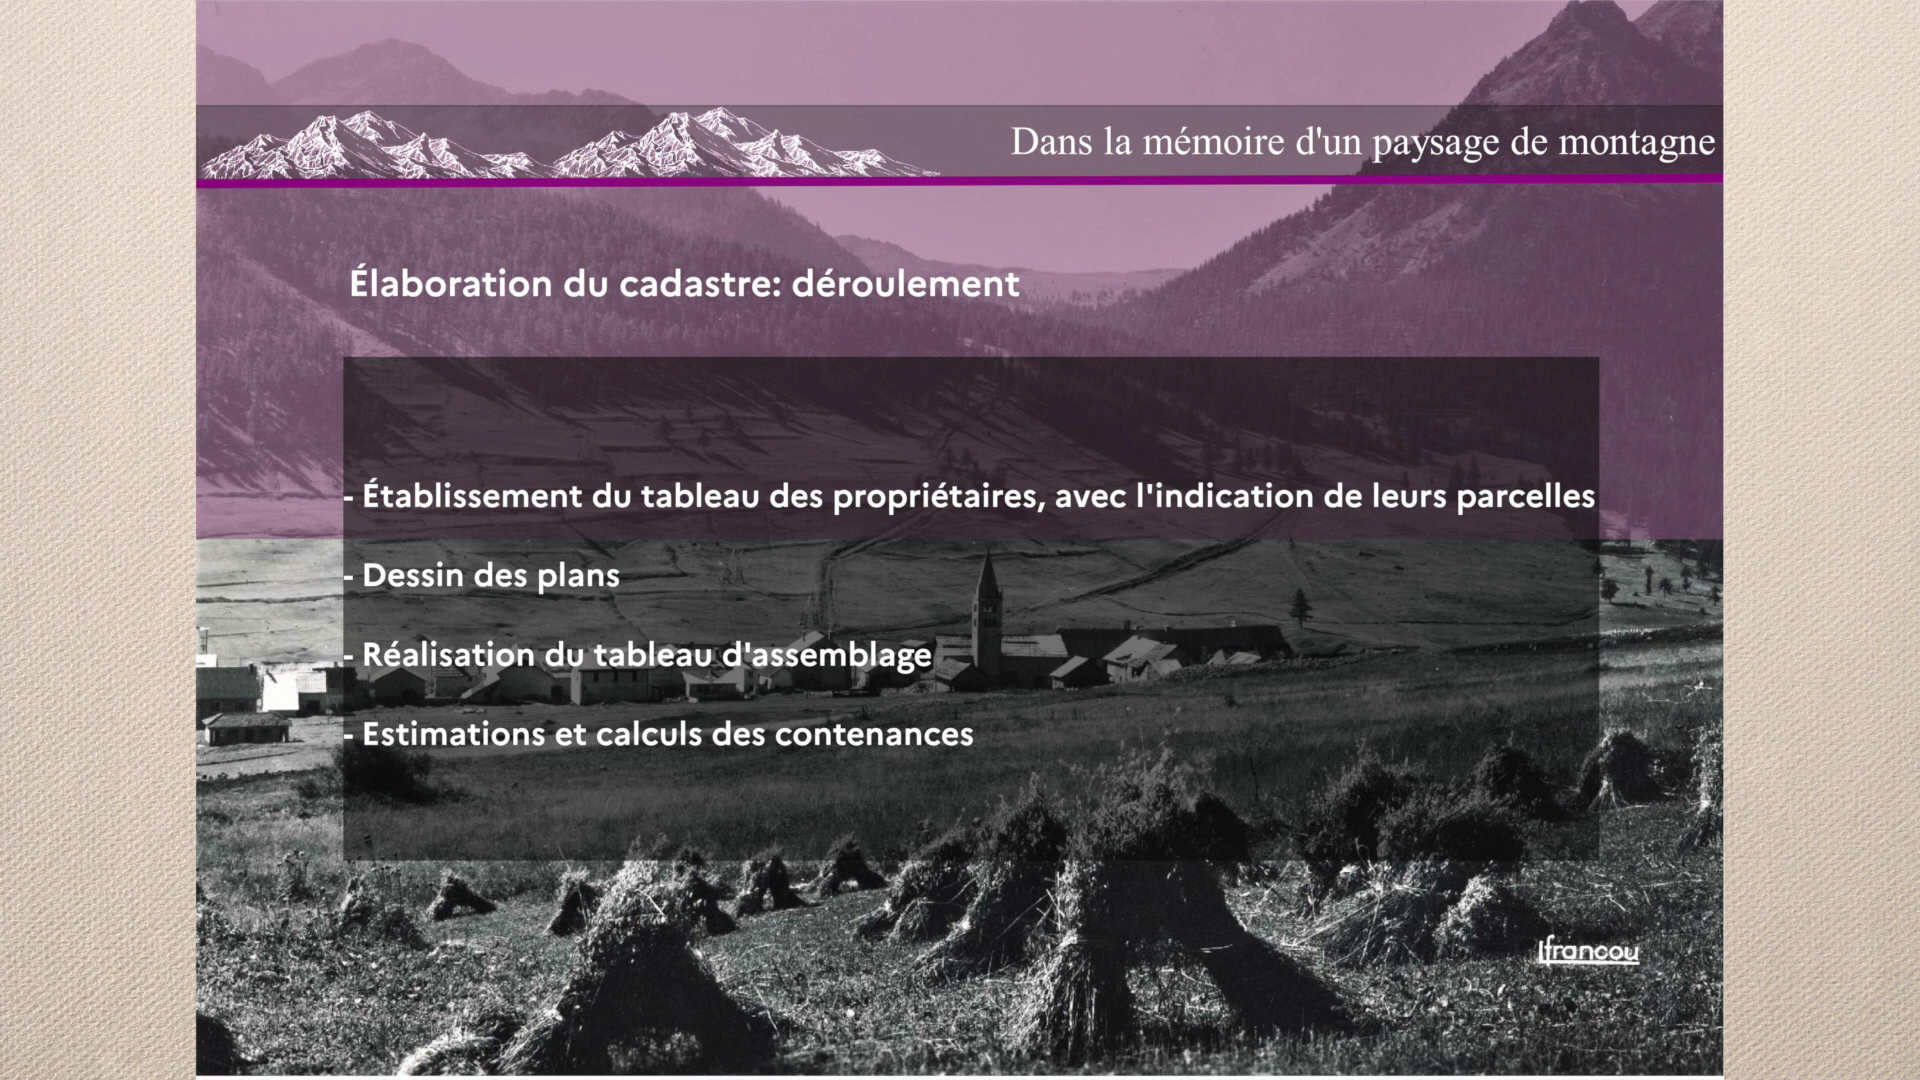 Dans la mémoire d'un paysage de montagne
Élaboration du cadastre: déroulement
- Établissement du tableau des propriétaires, avec l'indication de leurs parcelles
- Dessin des plans
- Réalisation du tableau d'assemblage
- Estimations et calculs des contenances
lfrancou